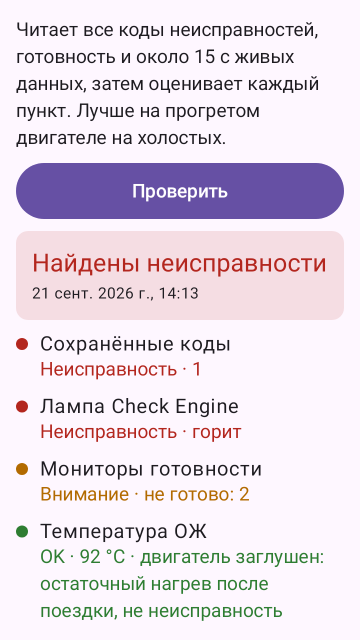 Читает все коды неисправностей,
готовность и около 15 с живых
данных, затем оценивает каждый
пункт. Лучше на прогретом
двигателе на холостых.
Проверить
Найдены неисправности
21 сент. 2026 г., 14:13
Сохранённые коды
Неисправность · 1
Лампа Check Engine
Неисправность · горит
Мониторы готовности
Внимание · не готово: 2
Температура ОЖ
OK · 92 °C · двигатель заглушен:
остаточный нагрев после
поездки, не неисправность